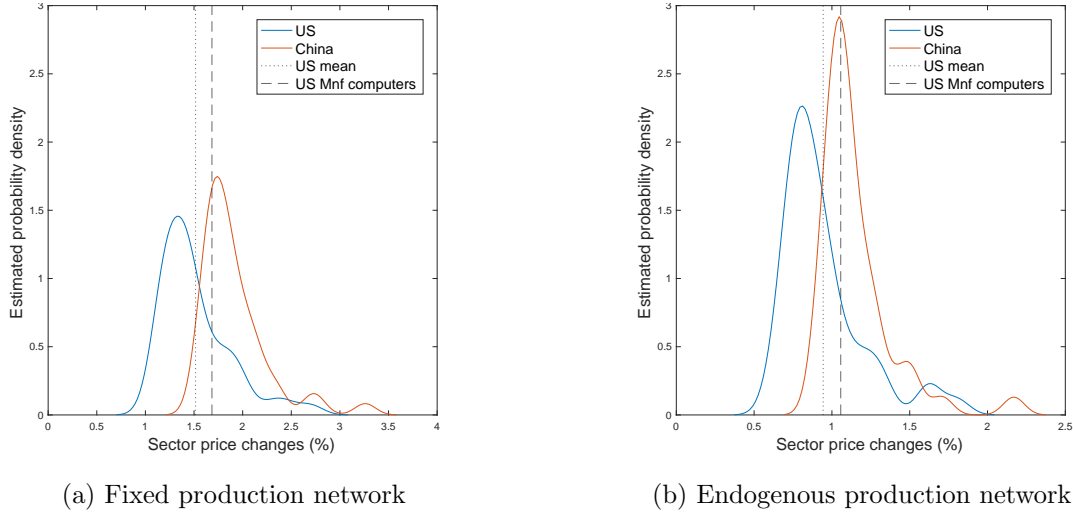 3
2.5
2
1.5
1
0.5
0
Estimated probability density
US
China
US mean
US Mnf computers
0 0.5 1 1.5 2 2.5 3 3.5 4
Sector price changes (%)
(a) Fixed production network
3
2.5
2
1.5
1
0.5
0
Estimated probability density
US
China
US mean
US Mnf computers
0 0.5 1 1.5 2 2.5
Sector price changes (%)
(b) Endogenous production network